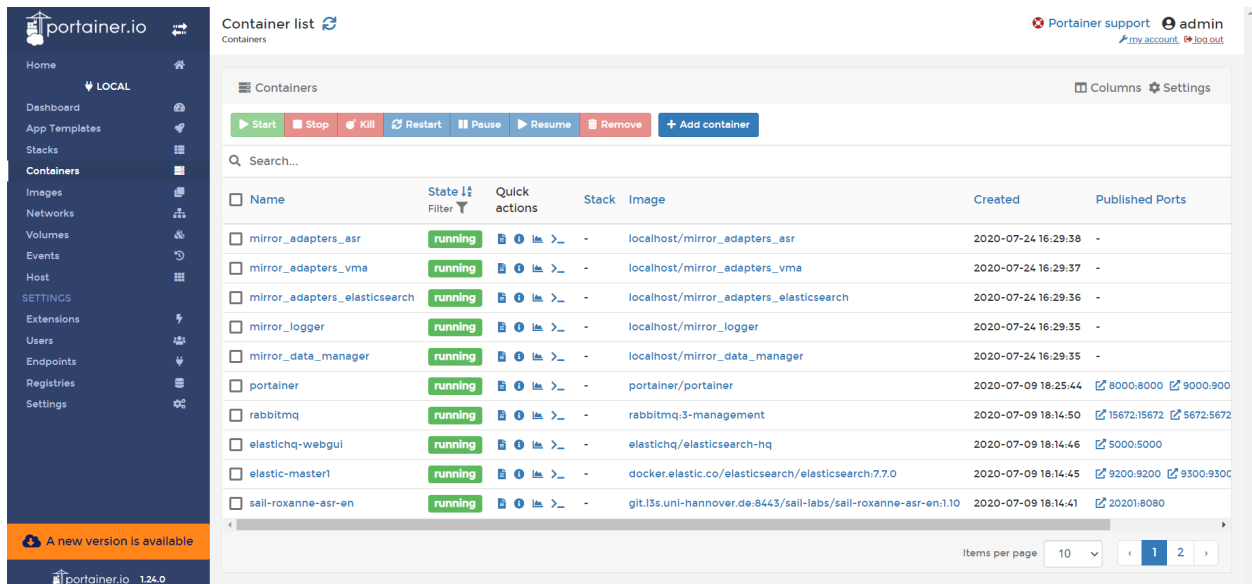 portainer.io
Home
LOCAL
Dashboard
App Templates
Stacks
Containers
Images
Networks
Volumes
Events
Host
SETTINGS
Extensions
Users
Endpoints
Registries
Settings
A new version is available
portainer.io 1.24.0
Container list
Containers
Portainer support admin
my account log out
Containers
Columns Settings
Start Stop Kill Restart Pause Resume Remove + Add container
Search...
Name State Filter Quick actions Stack Image Created Published Ports
mirror_adapters_asr running - localhost/mirror_adapters_asr 2020-07-24 16:29:38 -
mirror_adapters_vma running - localhost/mirror_adapters_vma 2020-07-24 16:29:37 -
mirror_adapters_elasticsearch running - localhost/mirror_adapters_elasticsearch 2020-07-24 16:29:36 -
mirror_logger running - localhost/mirror_logger 2020-07-24 16:29:35 -
mirror_data_manager running - localhost/mirror_data_manager 2020-07-24 16:29:35 -
portainer running - portainer/portainer 2020-07-09 18:25:44 8000:8000 9000:900
rabbitmq running - rabbitmq:3-management 2020-07-09 18:14:50 15672:15672 5672:5672
elastichq-webgui running - elastichq/elasticsearch-hq 2020-07-09 18:14:46 5000:5000
elastic-master1 running - docker.elastic.co/elasticsearch/elasticsearch:7.7.0 2020-07-09 18:14:45 9200:9200 9300:9300
sail-roxanne-asr-en running - git.l3s.uni-hannover.de:8443/sail-labs/sail-roxanne-asr-en:1.10 2020-07-09 18:14:41 20201:8080
Items per page 10 ‹ 1 2 ›